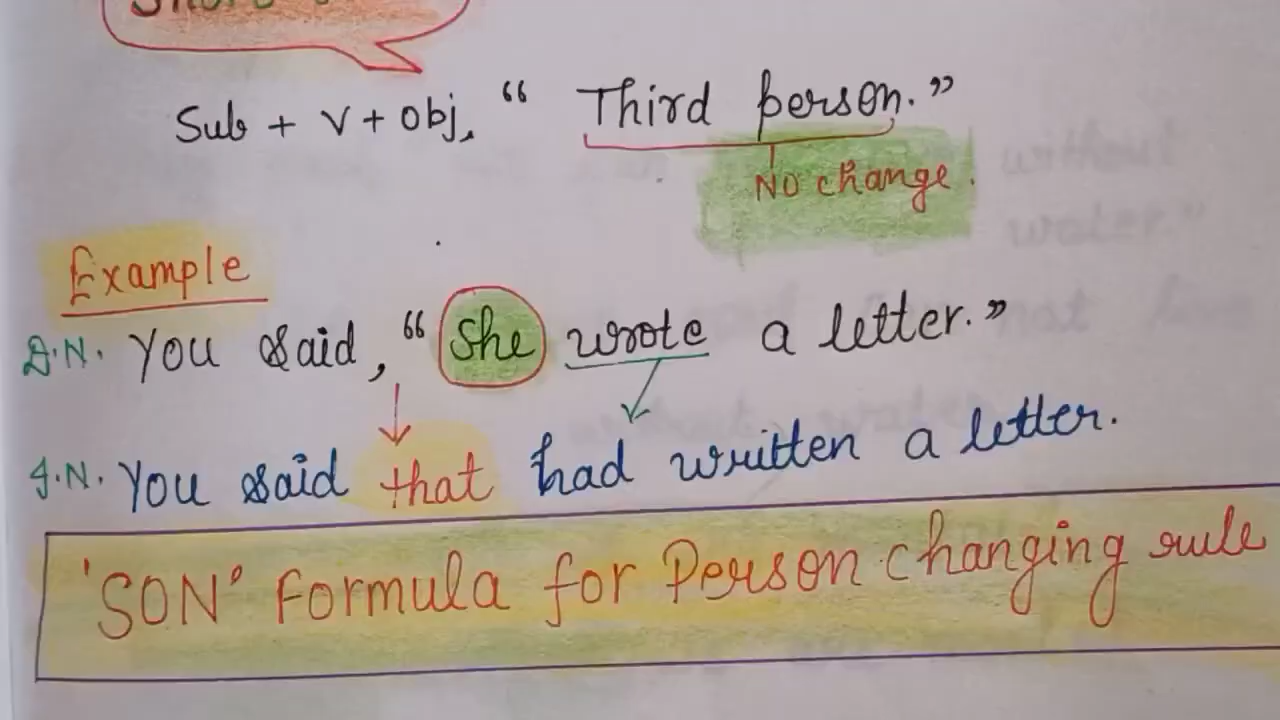 Sub + V + Obj, “ Third person.”
No change.
Example
D.N. You said, “She wrote a letter.”
I.N. You said that had written a letter.
'SON' Formula for Person changing rule